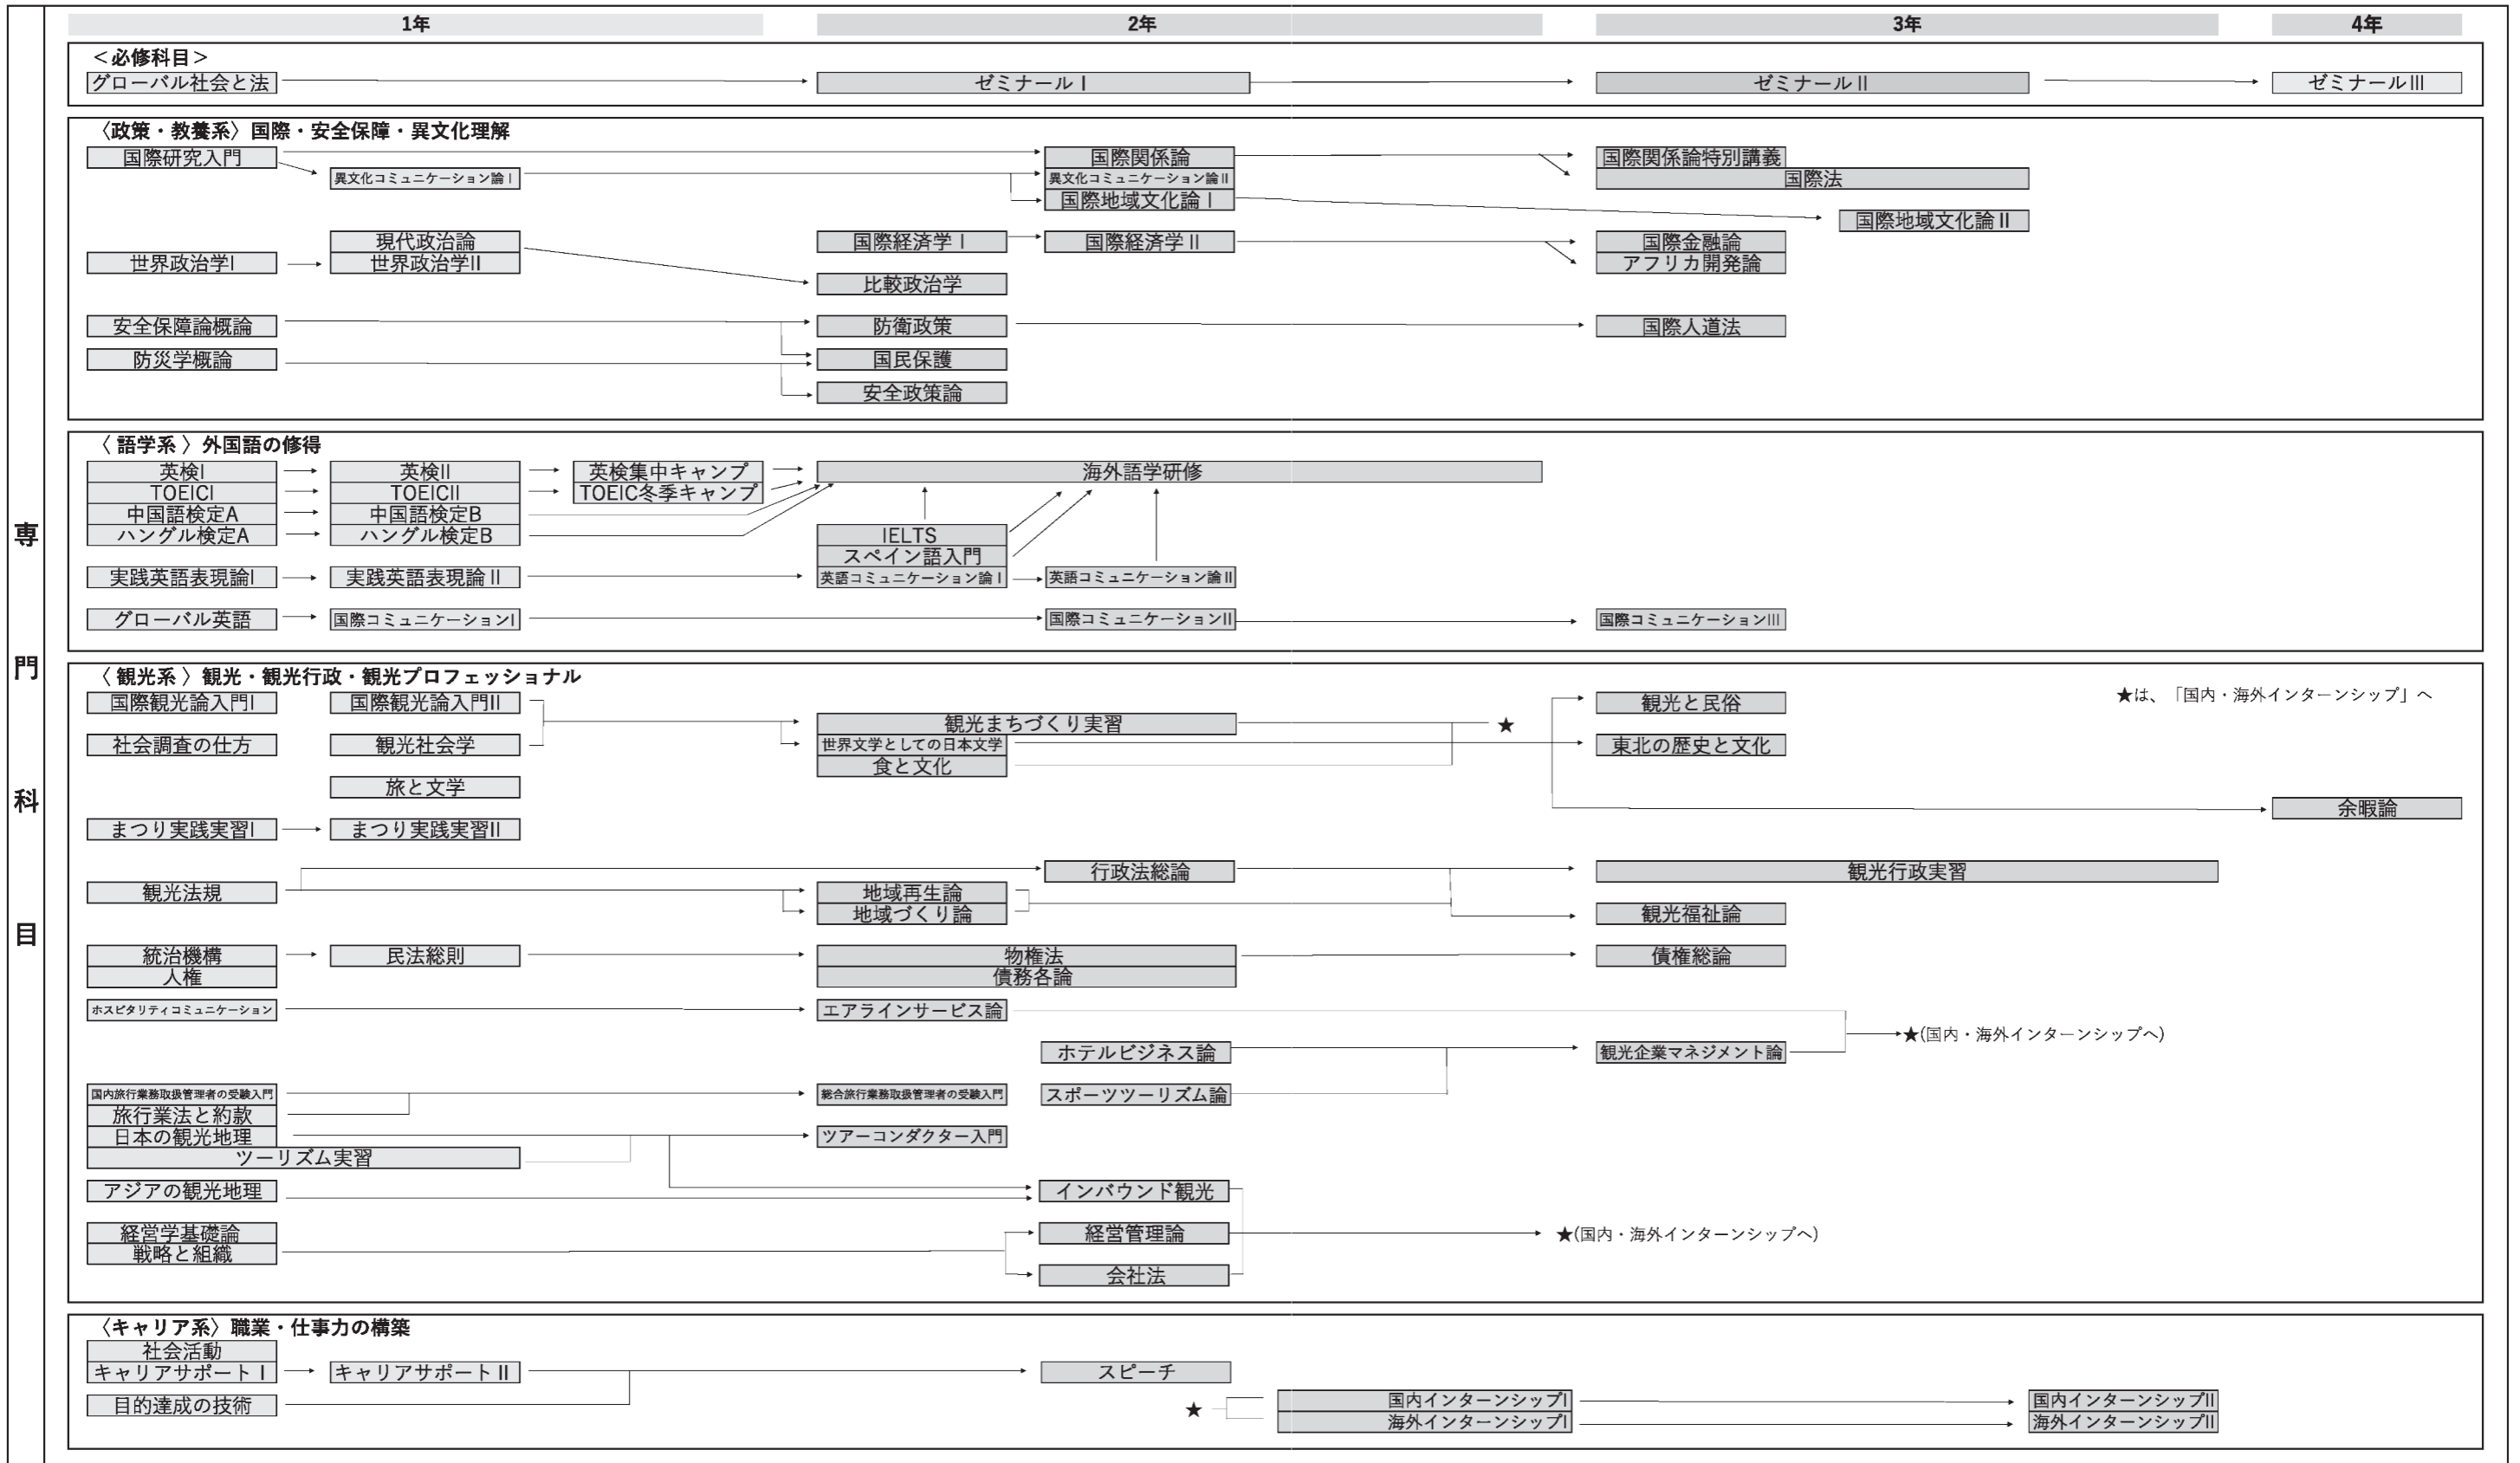 1年 2年 3年 4年
専門科目
＜必修科目＞
グローバル社会と法 ゼミナールⅠ ゼミナールⅡ ゼミナールⅢ
〈政策・教養系〉国際・安全保障・異文化理解
国際研究入門 国際関係論 国際関係論特別講義
異文化コミュニケーション論Ⅰ 異文化コミュニケーション論Ⅱ 国際法
国際地域文化論Ⅰ
国際地域文化論Ⅱ
現代政治論 国際経済学Ⅰ 国際経済学Ⅱ 国際金融論
世界政治学I 世界政治学II アフリカ開発論
比較政治学
安全保障論概論 防衛政策 国際人道法
防災学概論 国民保護
安全政策論
〈 語学系 〉外国語の修得
英検I 英検II 英検集中キャンプ 海外語学研修
TOEICI TOEICII TOEIC冬季キャンプ
中国語検定A 中国語検定B
ハングル検定A ハングル検定B IELTS
スペイン語入門
実践英語表現論I 実践英語表現論Ⅱ 英語コミュニケーション論Ⅰ 英語コミュニケーション論Ⅱ
グローバル英語 国際コミュニケーションI 国際コミュニケーションII 国際コミュニケーションIII
〈 観光系 〉観光・観光行政・観光プロフェッショナル
国際観光論入門I 国際観光論入門II 観光と民俗 ★は、「国内・海外インターンシップ」へ
観光まちづくり実習 ★
社会調査の仕方 観光社会学 世界文学としての日本文学 東北の歴史と文化
食と文化
旅と文学
余暇論
まつり実践実習I まつり実践実習II
行政法総論 観光行政実習
観光法規 地域再生論
地域づくり論 観光福祉論
統治機構 民法総則 物権法 債権総論
人権 債務各論
ホスピタリティコミュニケーション エアラインサービス論
★(国内・海外インターンシップへ)
ホテルビジネス論 観光企業マネジメント論
国内旅行業務取扱管理者の受験入門 総合旅行業務取扱管理者の受験入門 スポーツツーリズム論
旅行業法と約款
日本の観光地理 ツアーコンダクター入門
ツーリズム実習
アジアの観光地理 インバウンド観光
経営学基礎論 経営管理論 ★(国内・海外インターンシップへ)
戦略と組織
会社法
〈キャリア系〉職業・仕事力の構築
社会活動
キャリアサポートⅠ キャリアサポートⅡ スピーチ
目的達成の技術 ★ 国内インターンシップI 国内インターンシップII
海外インターンシップI 海外インターンシップII